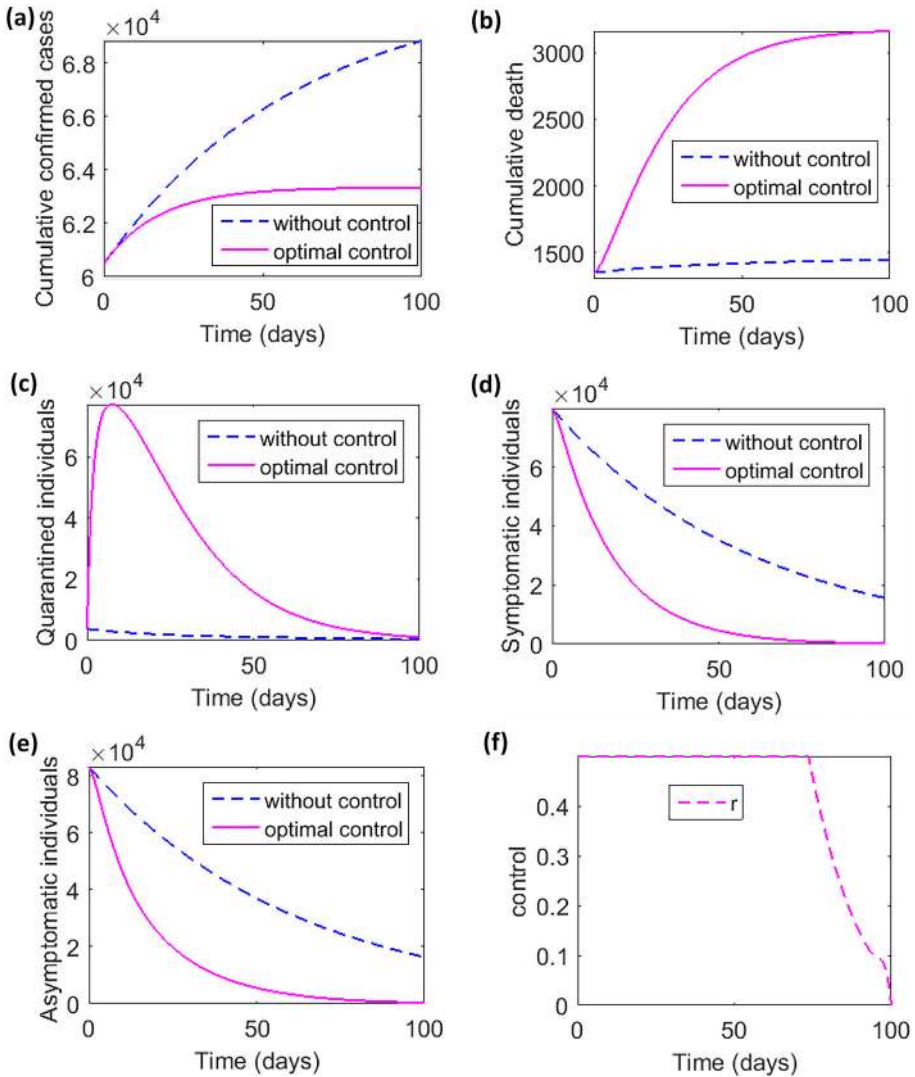 (a)
×10⁴
Cumulative confirmed cases
6.8
6.6
6.4
6.2
6
without control
optimal control
0
50
100
Time (days)
(b)
Cumulative death
3000
2500
2000
1500
without control
optimal control
0
50
100
Time (days)
(c)
×10⁴
Quarantined individuals
6
4
2
0
without control
optimal control
0
50
100
Time (days)
(d)
×10⁴
Symptomatic individuals
6
4
2
0
without control
optimal control
0
50
100
Time (days)
(e)
×10⁴
Asymptomatic individuals
8
6
4
2
0
without control
optimal control
0
50
100
Time (days)
(f)
control
0.4
0.3
0.2
0.1
0
r
0
50
100
Time (days)